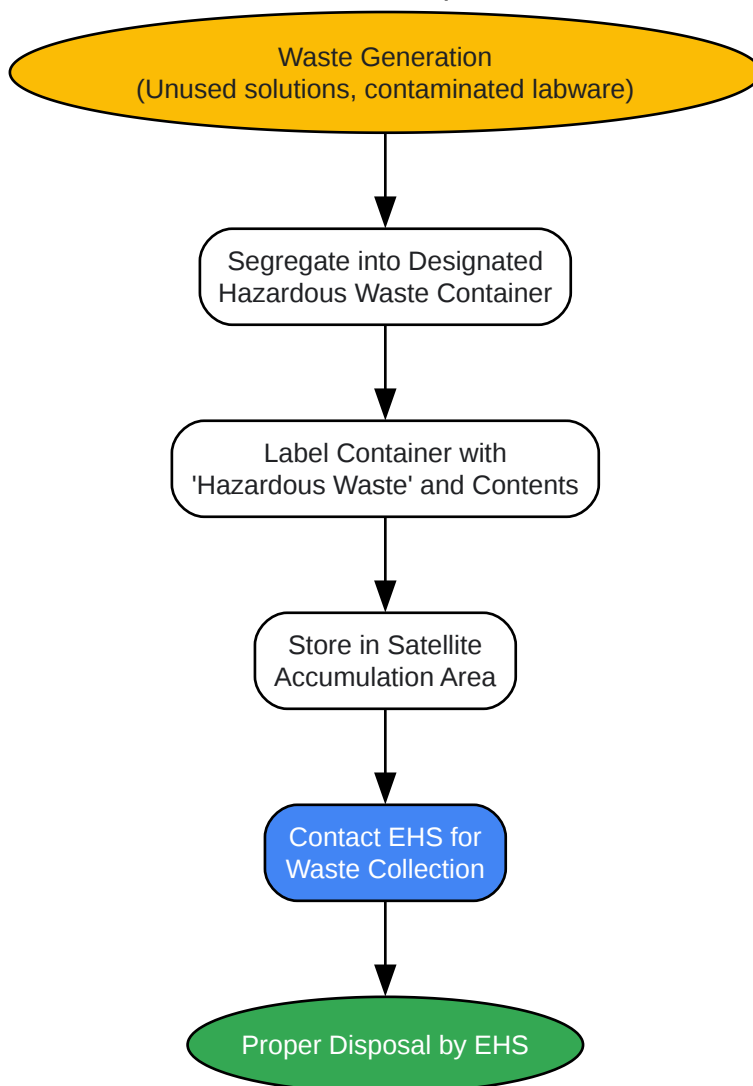 Waste Generation
(Unused solutions, contaminated labware)
Segregate into Designated
Hazardous Waste Container
Label Container with
'Hazardous Waste' and Contents
Store in Satellite
Accumulation Area
Contact EHS for
Waste Collection
Proper Disposal by EHS